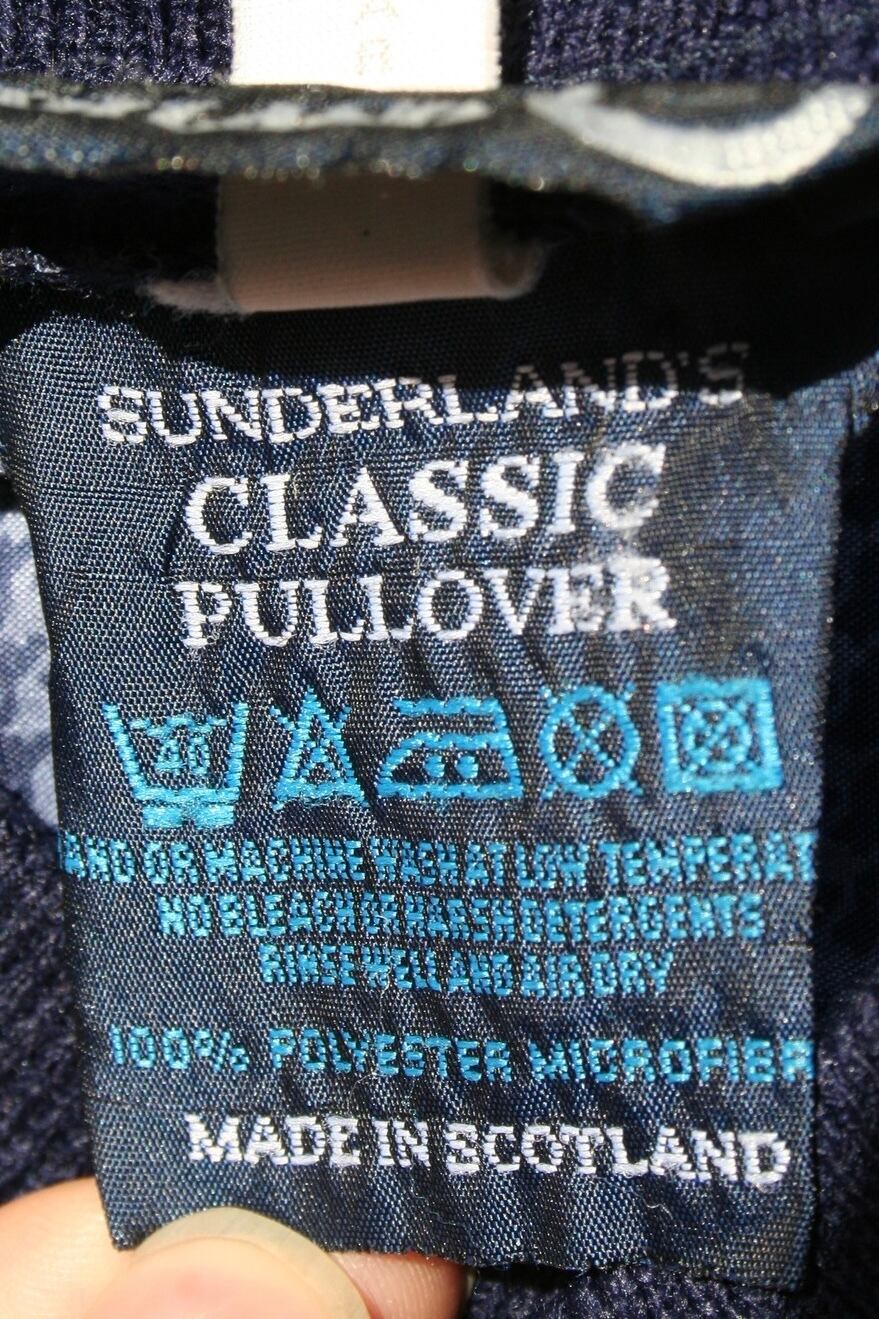 SUNDERLAND'S
CLASSIC
PULLOVER
40
AND OR MACHINE WASH AT LOW TEMPERAT
NO BLEACH OR HARSH DETERGENTS
RINSE WELL AND AIR DRY
100% POLYESTER MICROFIBR
MADE IN SCOTLAND